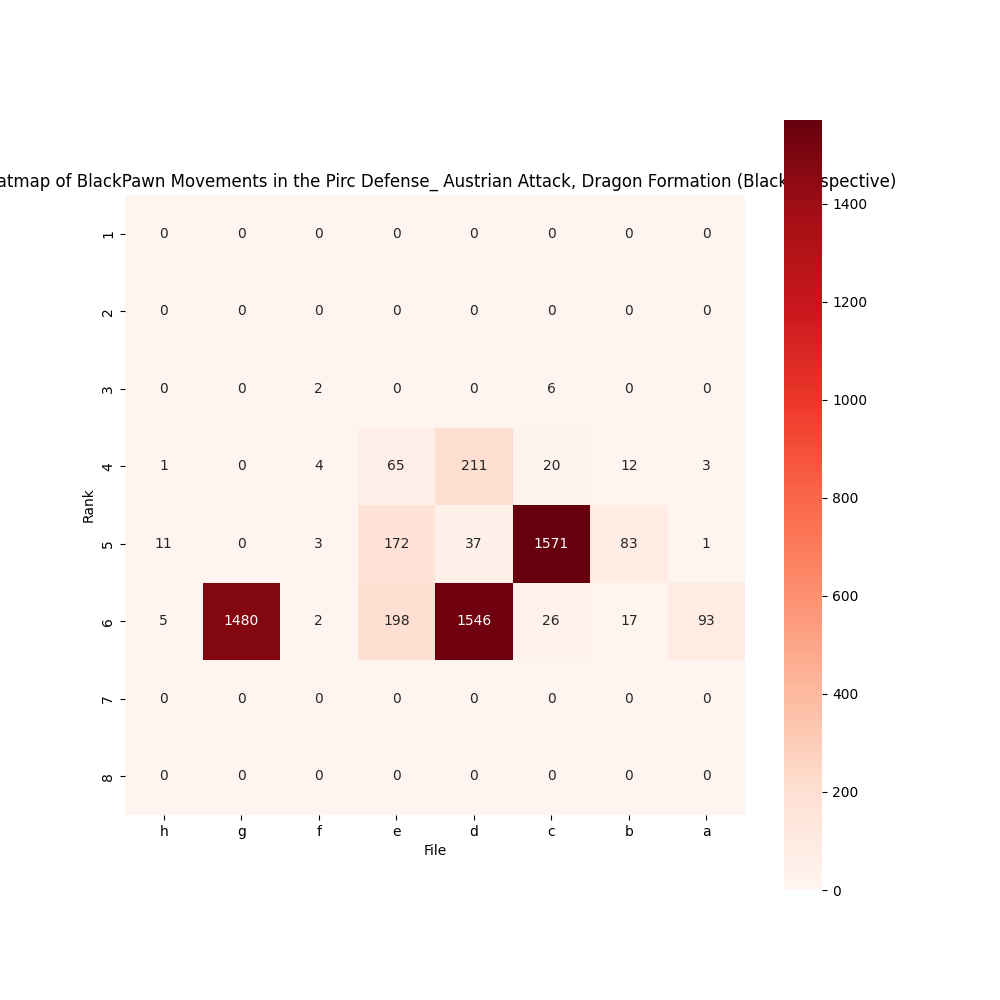 atmap of BlackPawn Movements in the Pirc Defense_ Austrian Attack, Dragon Formation (Black spective)
1 0 0 0 0 0 0 0 0
2 0 0 0 0 0 0 0 0
3 0 0 2 0 0 6 0 0
4 1 0 4 65 211 20 12 3
5 11 0 3 172 37 1571 83 1
6 5 1480 2 198 1546 26 17 93
7 0 0 0 0 0 0 0 0
8 0 0 0 0 0 0 0 0
h g f e d c b a
File
Rank
1400
1200
1000
800
600
400
200
0